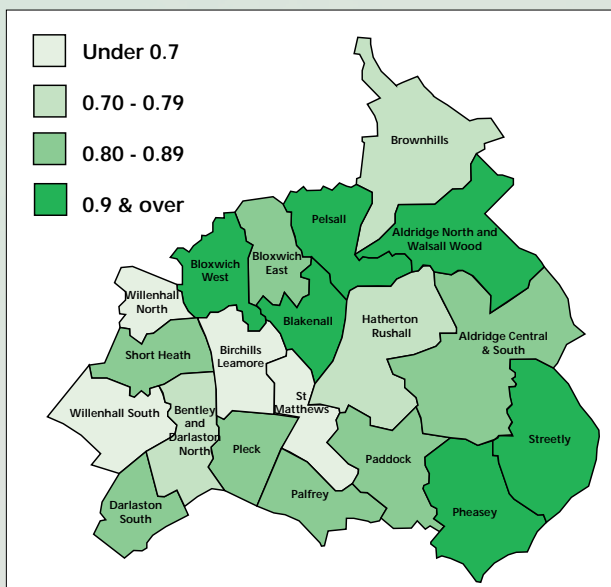 Under 0.7
0.70 - 0.79
0.80 - 0.89
0.9 & over
Brownhills
Pelsall
Aldridge North and
Walsall Wood
Bloxwich
West
Bloxwich
East
Willenhall
North
Blakenall
Hatherton
Rushall
Aldridge Central
& South
Short Heath
Birchills
Leamore
St
Matthews
Willenhall South
Bentley
and
Darlaston
North
Pleck
Paddock
Streetly
Palfrey
Darlaston
South
Pheasey